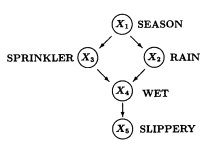 X₁ SEASON
SPRINKLER X₃ X₂ RAIN
X₄ WET
X₅ SLIPPERY